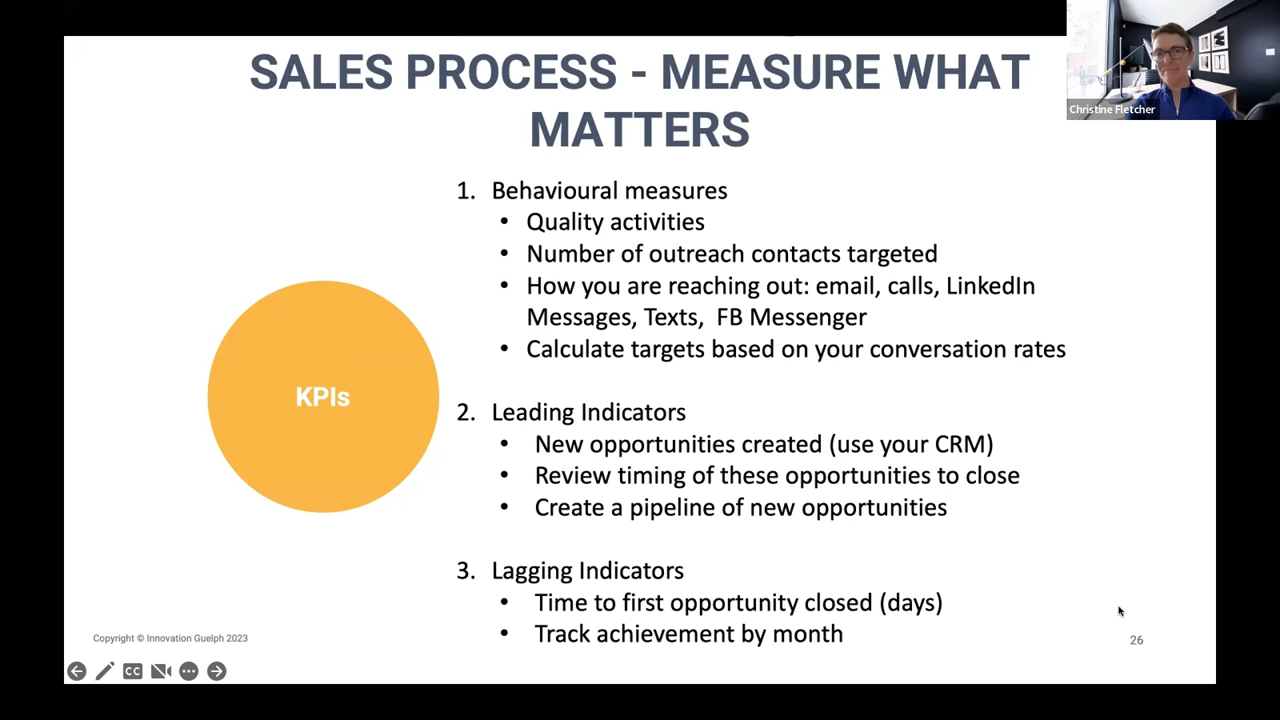 SALES PROCESS - MEASURE WHAT
MATTERS
Christine Fletcher
1. Behavioural measures
• Quality activities
• Number of outreach contacts targeted
• How you are reaching out: email, calls, LinkedIn
Messages, Texts, FB Messenger
• Calculate targets based on your conversation rates
KPIs
2. Leading Indicators
• New opportunities created (use your CRM)
• Review timing of these opportunities to close
• Create a pipeline of new opportunities
3. Lagging Indicators
• Time to first opportunity closed (days)
• Track achievement by month
Copyright © Innovation Guelph 2023
26
CC